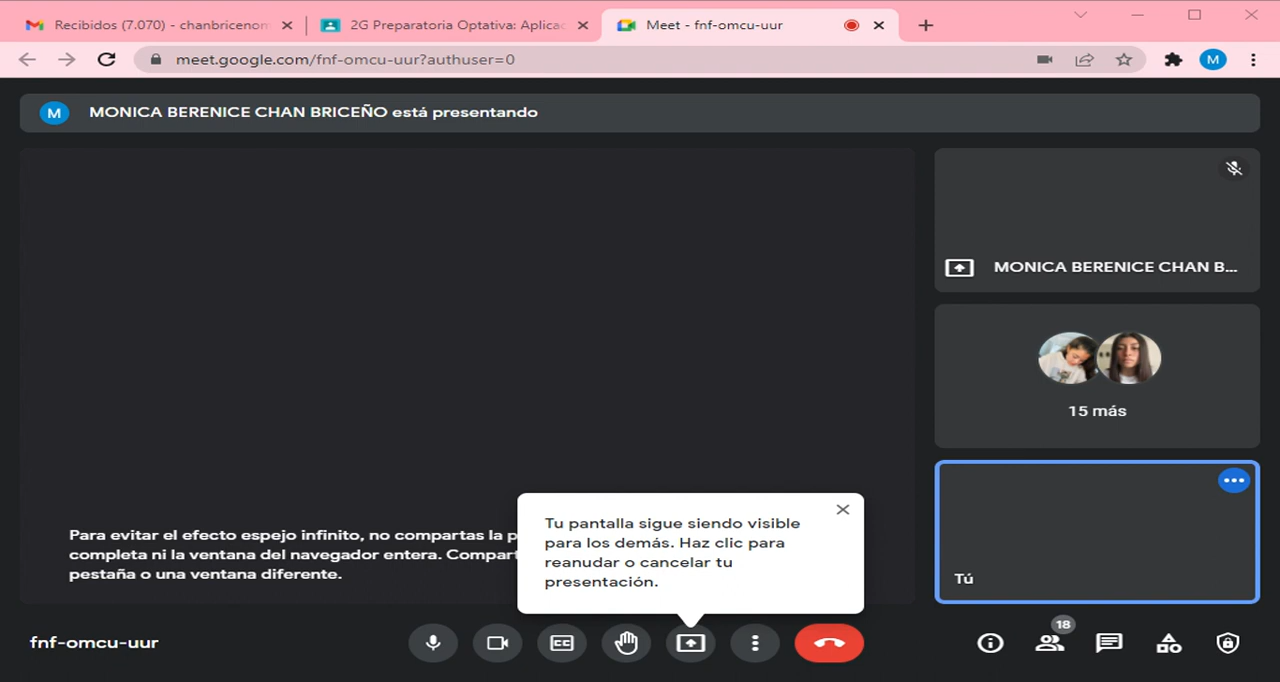 Recibidos (7.070) - chanbricenom
2G Preparatoria Optativa: Aplicac
Meet - fnf-omcu-uur
meet.google.com/fnf-omcu-uur?authuser=0
M
M
MONICA BERENICE CHAN BRICEÑO está presentando
MONICA BERENICE CHAN B...
15 más
Para evitar el efecto espejo infinito, no compartas la p
completa ni la ventana del navegador entera. Compart
pestaña o una ventana diferente.
Tu pantalla sigue siendo visible
para los demás. Haz clic para
reanudar o cancelar tu
presentación.
Tú
fnf-omcu-uur
CC
18